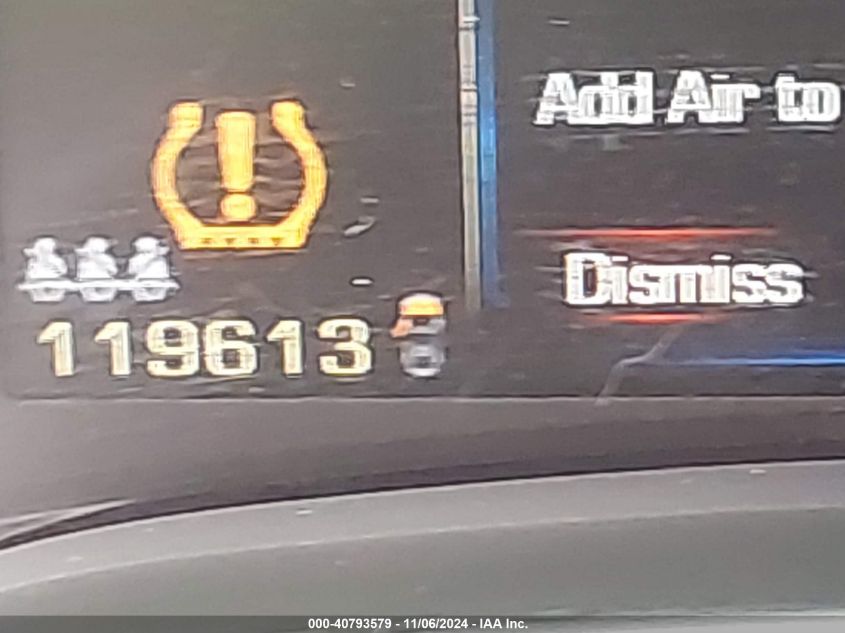 Add Air to
Dismiss
119613
000-40793579 - 11/06/2024 - IAA Inc.